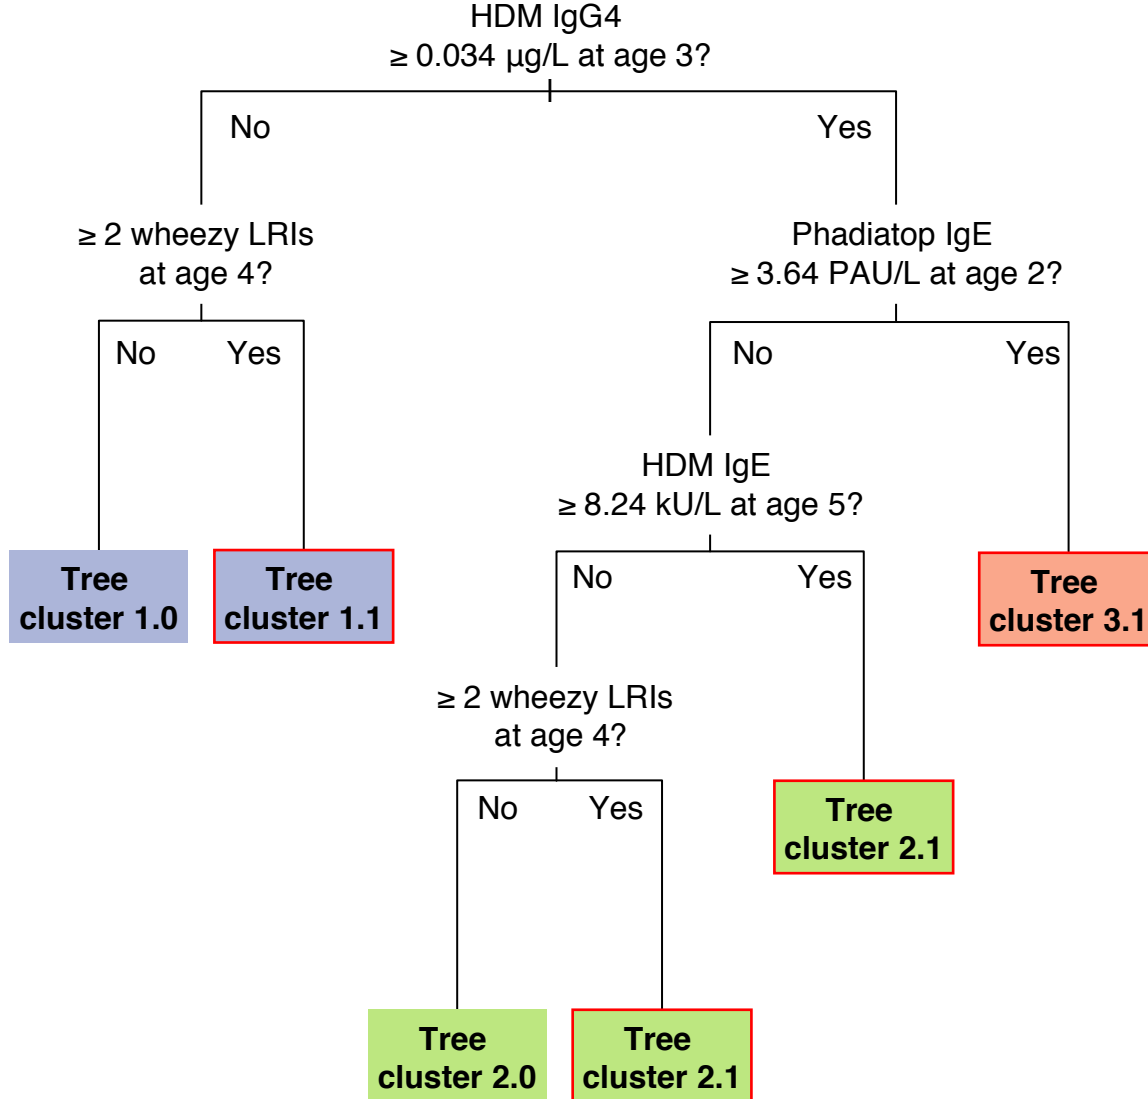 HDM IgG4
≥ 0.034 µg/L at age 3?
No
Yes
≥ 2 wheezy LRIs
at age 4?
Phadiatop IgE
≥ 3.64 PAU/L at age 2?
No
Yes
No
Yes
HDM IgE
≥ 8.24 kU/L at age 5?
Tree
cluster 1.0
Tree
cluster 1.1
No
Yes
Tree
cluster 3.1
≥ 2 wheezy LRIs
at age 4?
No
Yes
Tree
cluster 2.1
Tree
cluster 2.0
Tree
cluster 2.1